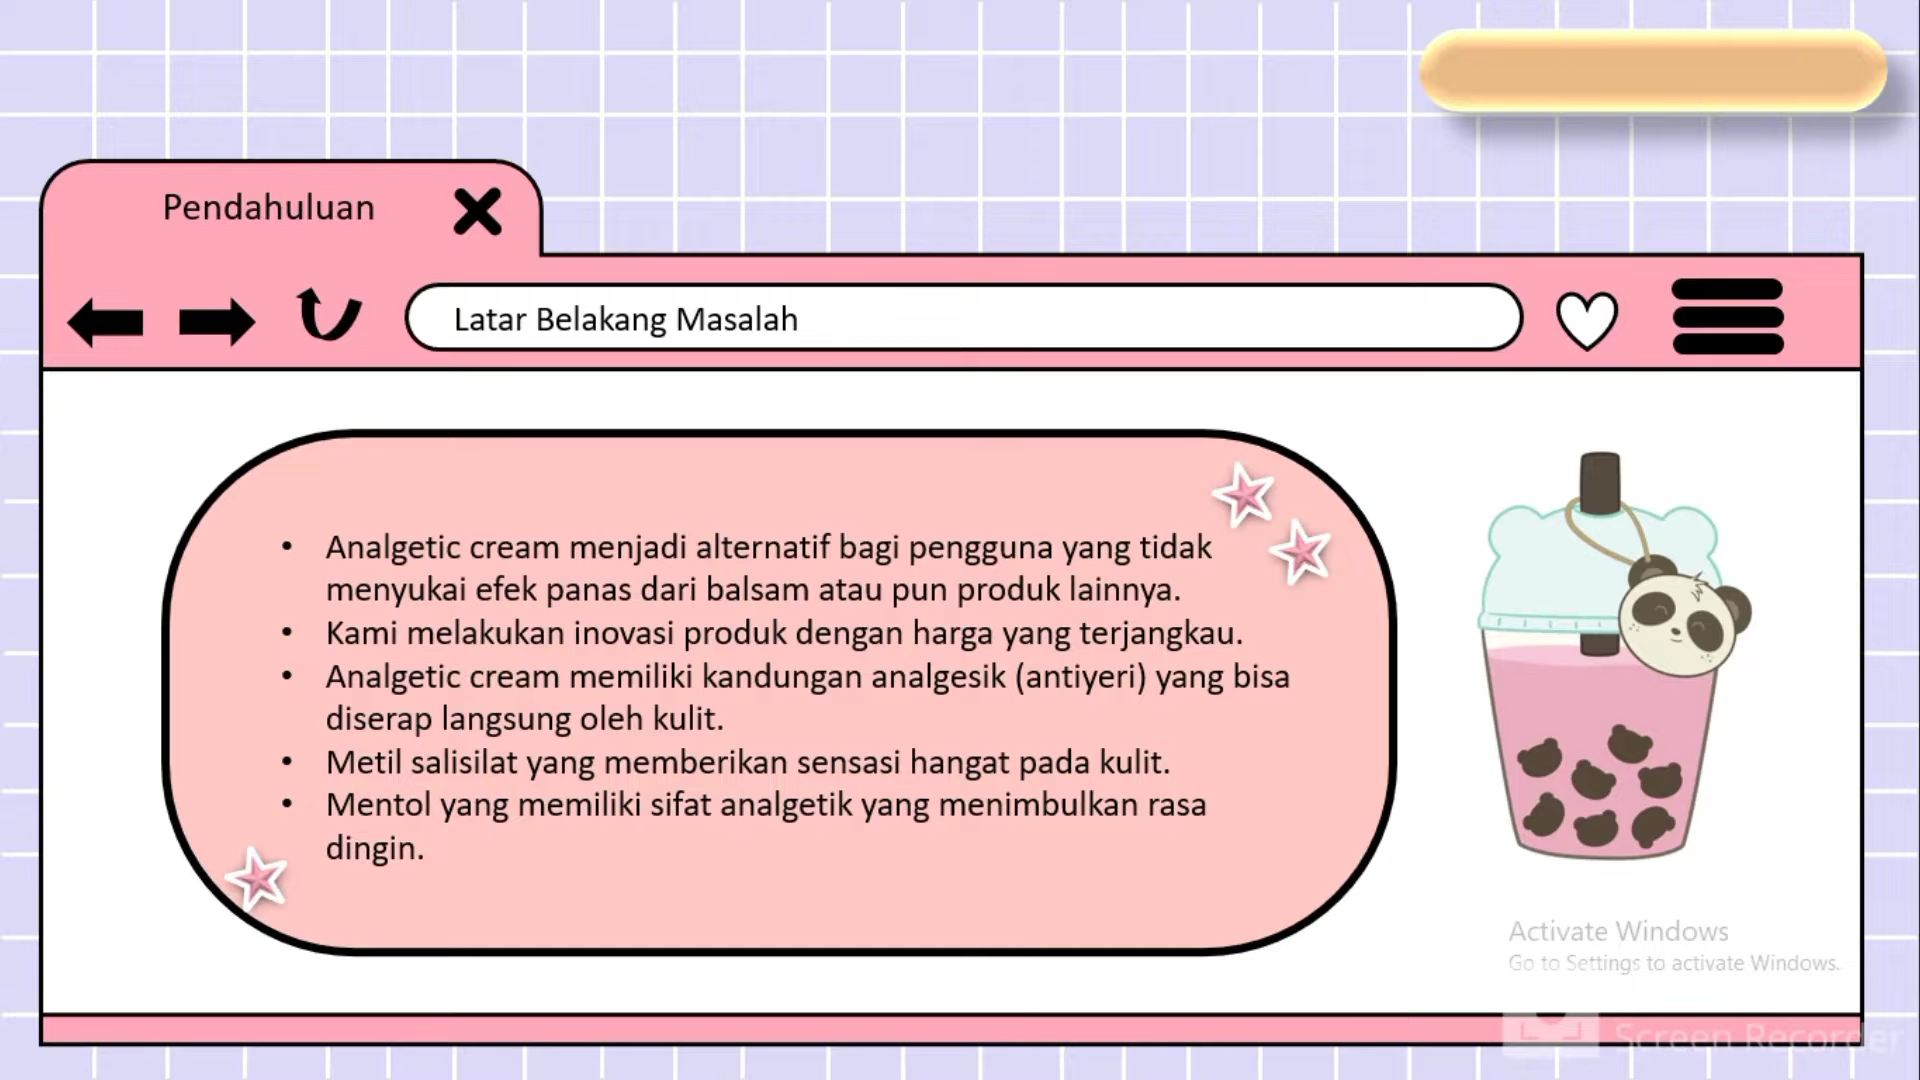 Pendahuluan
Latar Belakang Masalah
• Analgetic cream menjadi alternatif bagi pengguna yang tidak
menyukai efek panas dari balsam atau pun produk lainnya.
• Kami melakukan inovasi produk dengan harga yang terjangkau.
• Analgetic cream memiliki kandungan analgesik (antiyeri) yang bisa
diserap langsung oleh kulit.
• Metil salisilat yang memberikan sensasi hangat pada kulit.
• Mentol yang memiliki sifat analgetik yang menimbulkan rasa
dingin.
Activate Windows
Go to Settings to activate Windows.
Screen Recorder